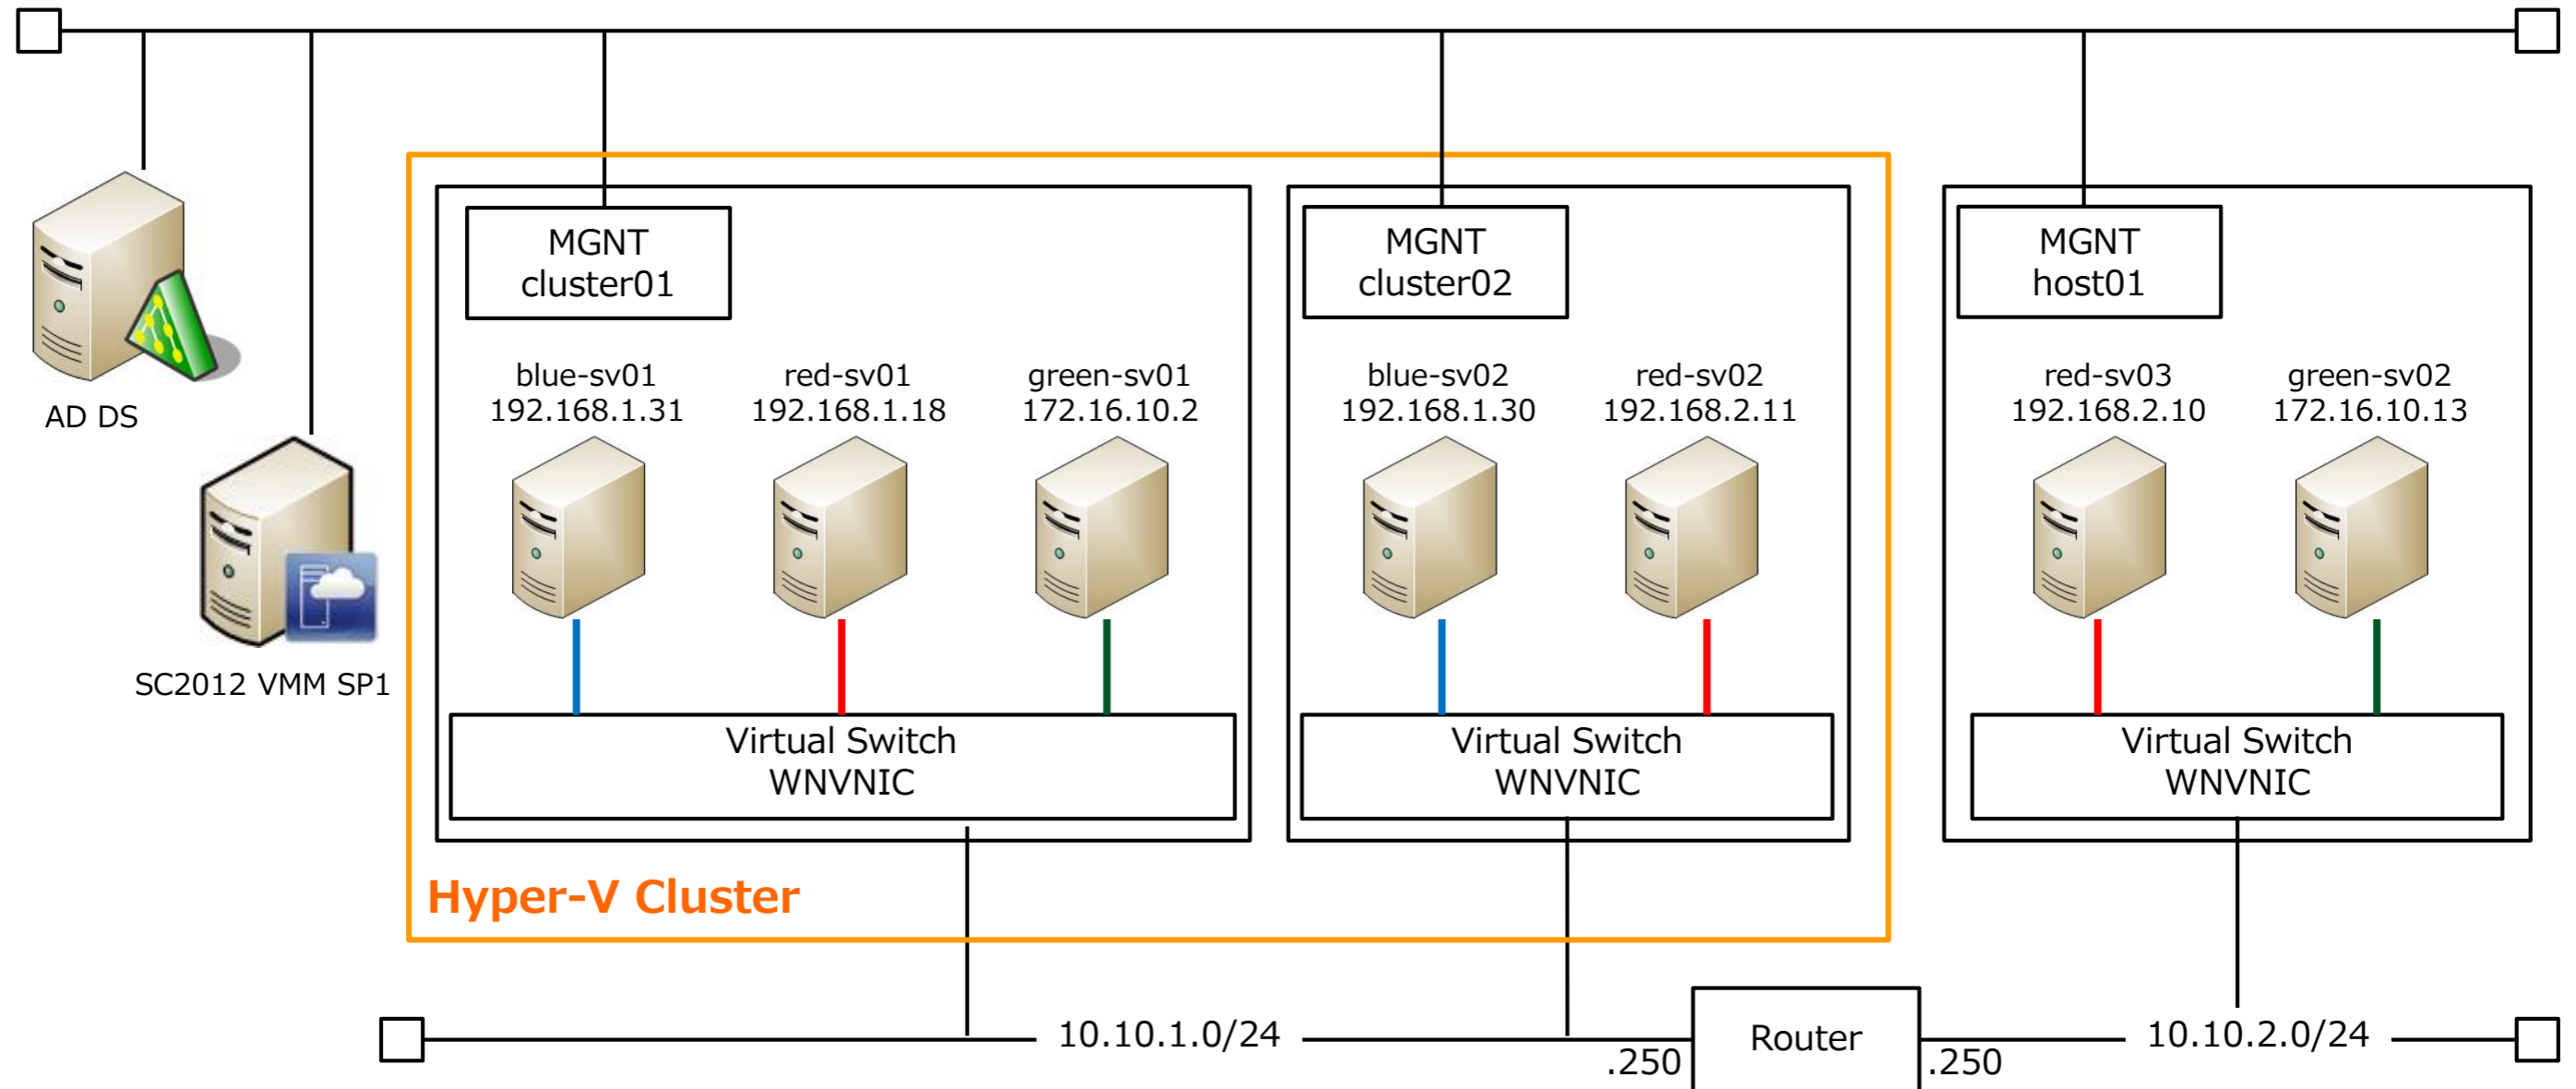 MGNT
cluster01
MGNT
cluster02
MGNT
host01
blue-sv01
192.168.1.31
red-sv01
192.168.1.18
green-sv01
172.16.10.2
blue-sv02
192.168.1.30
red-sv02
192.168.2.11
red-sv03
192.168.2.10
green-sv02
172.16.10.13
AD DS
SC2012 VMM SP1
Virtual Switch
WNVNIC
Virtual Switch
WNVNIC
Virtual Switch
WNVNIC
Hyper-V Cluster
10.10.1.0/24
.250
Router
.250
10.10.2.0/24